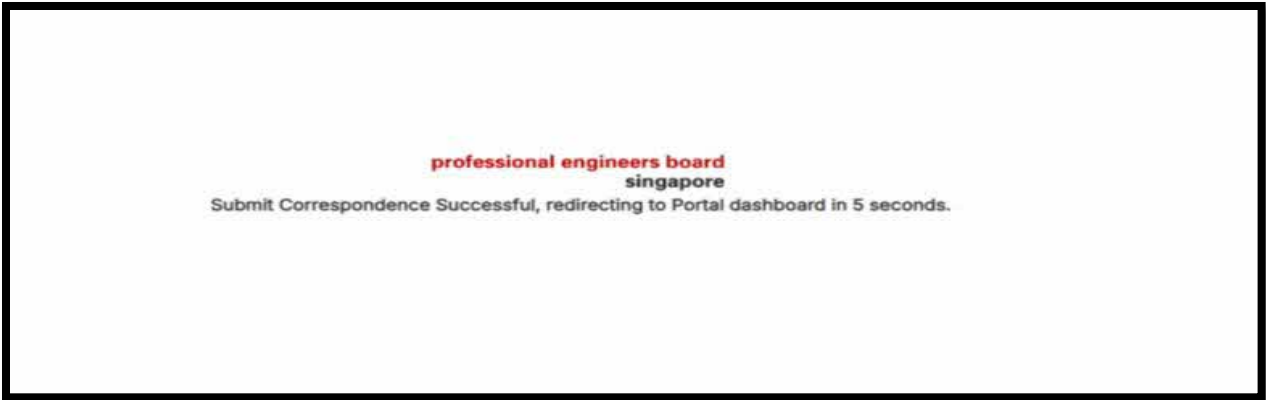 professional engineers board
singapore
Submit Correspondence Successful, redirecting to Portal dashboard in 5 seconds.